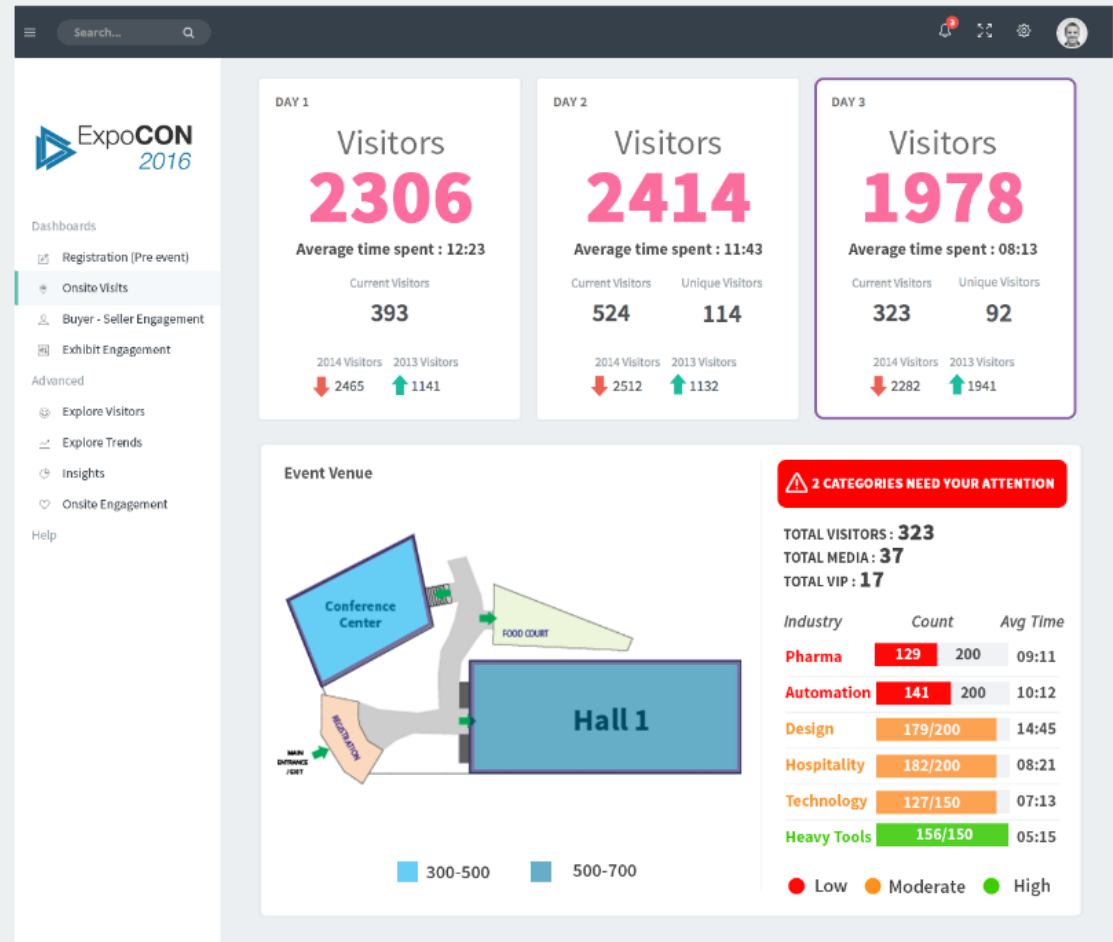 Search...
3
ExpoCON
2016
Dashboards
Registration (Pre event)
Onsite Visits
Buyer - Seller Engagement
Exhibit Engagement
Advanced
Explore Visitors
Explore Trends
Insights
Onsite Engagement
Help
DAY 1
Visitors
2306
Average time spent : 12:23
Current Visitors
393
2014 Visitors 2013 Visitors
2465 1141
DAY 2
Visitors
2414
Average time spent : 11:43
Current Visitors Unique Visitors
524 114
2014 Visitors 2013 Visitors
2512 1132
DAY 3
Visitors
1978
Average time spent : 08:13
Current Visitors Unique Visitors
323 92
2014 Visitors 2013 Visitors
2282 1941
Event Venue
Conference
Center
FOOD COURT
Hall 1
REGISTRATION
MAIN
ENTRANCE
/ EXIT
300-500 500-700
2 CATEGORIES NEED YOUR ATTENTION
TOTAL VISITORS : 323
TOTAL MEDIA : 37
TOTAL VIP : 17
Industry Count Avg Time
Pharma 129 200 09:11
Automation 141 200 10:12
Design 179/200 14:45
Hospitality 182/200 08:21
Technology 127/150 07:13
Heavy Tools 156/150 05:15
Low Moderate High